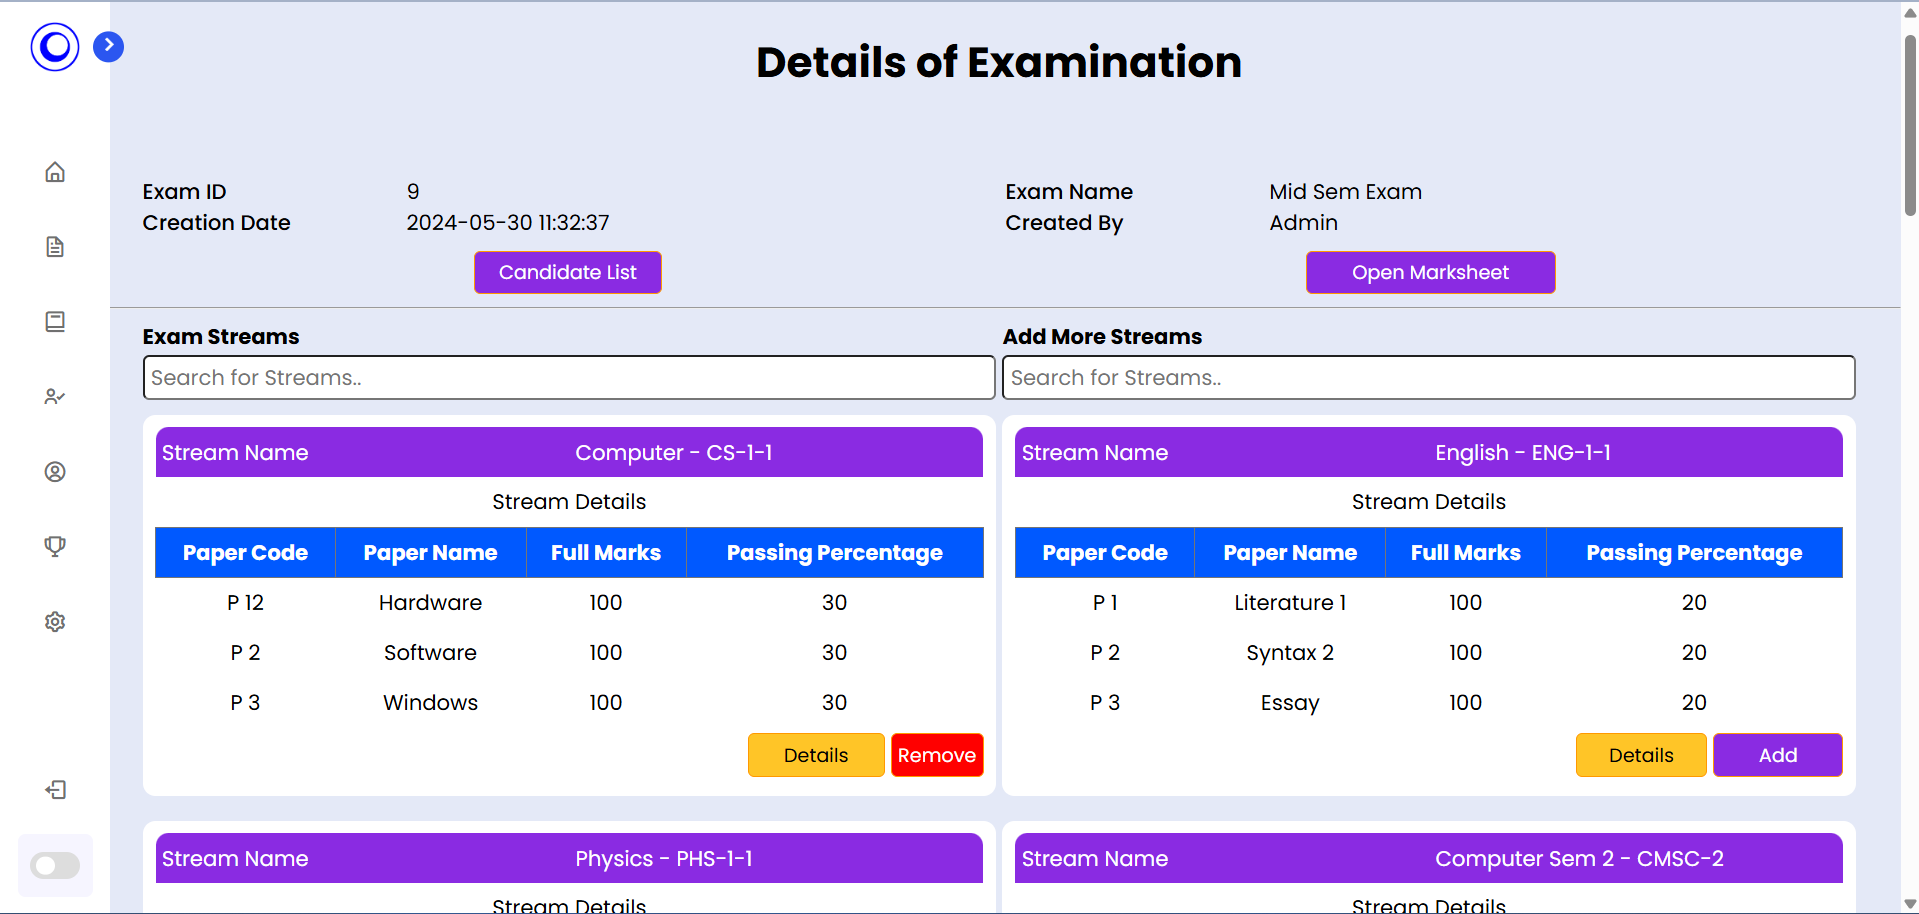 Details of Examination
Exam ID 9 Exam Name Mid Sem Exam
Creation Date 2024-05-30 11:32:37 Created By Admin
Candidate List Open Marksheet
Exam Streams
Search for Streams..
Stream Name Computer - CS-1-1
Stream Details
Paper Code Paper Name Full Marks Passing Percentage
P 12 Hardware 100 30
P 2 Software 100 30
P 3 Windows 100 30
Details Remove
Stream Name Physics - PHS-1-1
Stream Details
Add More Streams
Search for Streams..
Stream Name English - ENG-1-1
Stream Details
Paper Code Paper Name Full Marks Passing Percentage
P 1 Literature 1 100 20
P 2 Syntax 2 100 20
P 3 Essay 100 20
Details Add
Stream Name Computer Sem 2 - CMSC-2
Stream Details